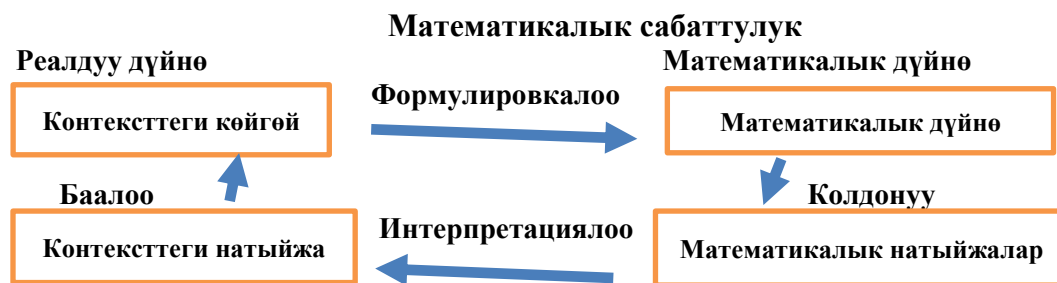 Математикалык сабаттулук
Реалдуу дүйнө
Математикалык дүйнө
Контексттеги көйгөй
Формулировкалоо
Математикалык дүйнө
Баалоо
Колдонуу
Контексттеги натыйжа
Интерпретациялоо
Математикалык натыйжалар